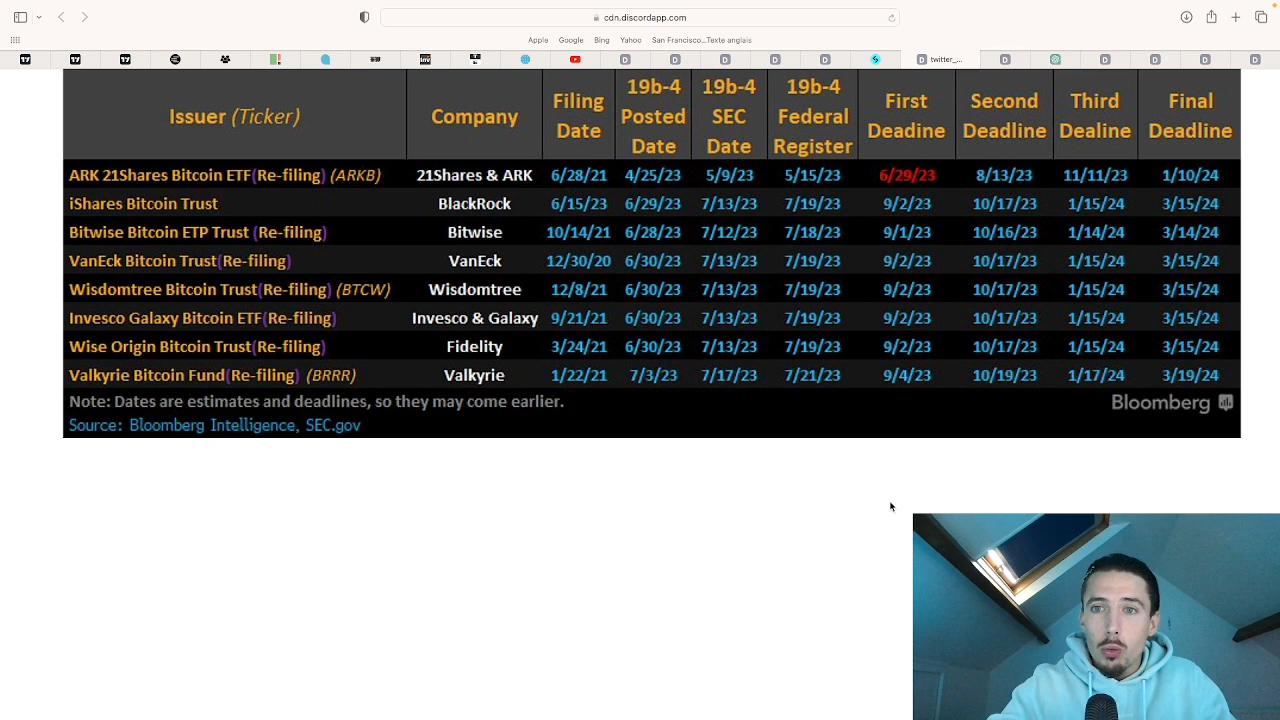 cdn.discordapp.com
Apple Google Bing Yahoo San Francisco...Texte anglais
twitter_...
Issuer (Ticker) Company Filing Date 19b-4 Posted Date 19b-4 SEC Date 19b-4 Federal Register First Deadine Second Deadline Third Dealine Final Deadline
ARK 21Shares Bitcoin ETF(Re-filing) (ARKB) 21Shares & ARK 6/28/21 4/25/23 5/9/23 5/15/23 6/29/23 8/13/23 11/11/23 1/10/24
iShares Bitcoin Trust BlackRock 6/15/23 6/29/23 7/13/23 7/19/23 9/2/23 10/17/23 1/15/24 3/15/24
Bitwise Bitcoin ETP Trust (Re-filing) Bitwise 10/14/21 6/28/23 7/12/23 7/18/23 9/1/23 10/16/23 1/14/24 3/14/24
VanEck Bitcoin Trust(Re-filing) VanEck 12/30/20 6/30/23 7/13/23 7/19/23 9/2/23 10/17/23 1/15/24 3/15/24
Wisdomtree Bitcoin Trust(Re-filing) (BTCW) Wisdomtree 12/8/21 6/30/23 7/13/23 7/19/23 9/2/23 10/17/23 1/15/24 3/15/24
Invesco Galaxy Bitcoin ETF(Re-filing) Invesco & Galaxy 9/21/21 6/30/23 7/13/23 7/19/23 9/2/23 10/17/23 1/15/24 3/15/24
Wise Origin Bitcoin Trust(Re-filing) Fidelity 3/24/21 6/30/23 7/13/23 7/19/23 9/2/23 10/17/23 1/15/24 3/15/24
Valkyrie Bitcoin Fund(Re-filing) (BRRR) Valkyrie 1/22/21 7/3/23 7/17/23 7/21/23 9/4/23 10/19/23 1/17/24 3/19/24
Note: Dates are estimates and deadlines, so they may come earlier. Bloomberg
Source: Bloomberg Intelligence, SEC.gov